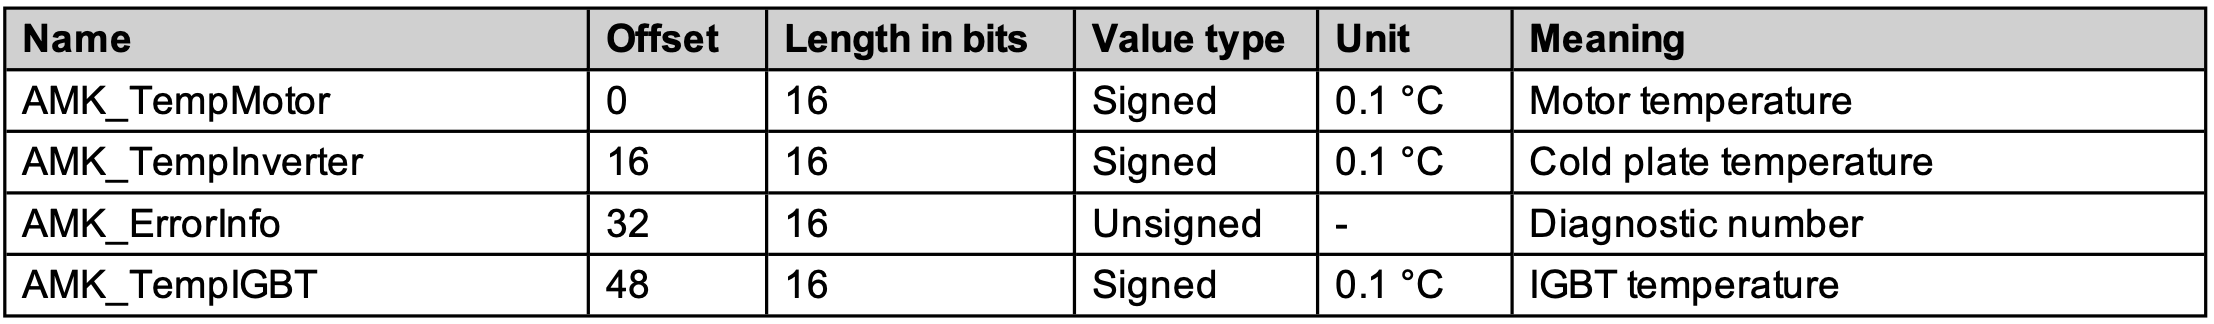 Name Offset Length in bits Value type Unit Meaning
AMK_TempMotor 0 16 Signed 0.1 °C Motor temperature
AMK_TempInverter 16 16 Signed 0.1 °C Cold plate temperature
AMK_ErrorInfo 32 16 Unsigned - Diagnostic number
AMK_TempIGBT 48 16 Signed 0.1 °C IGBT temperature